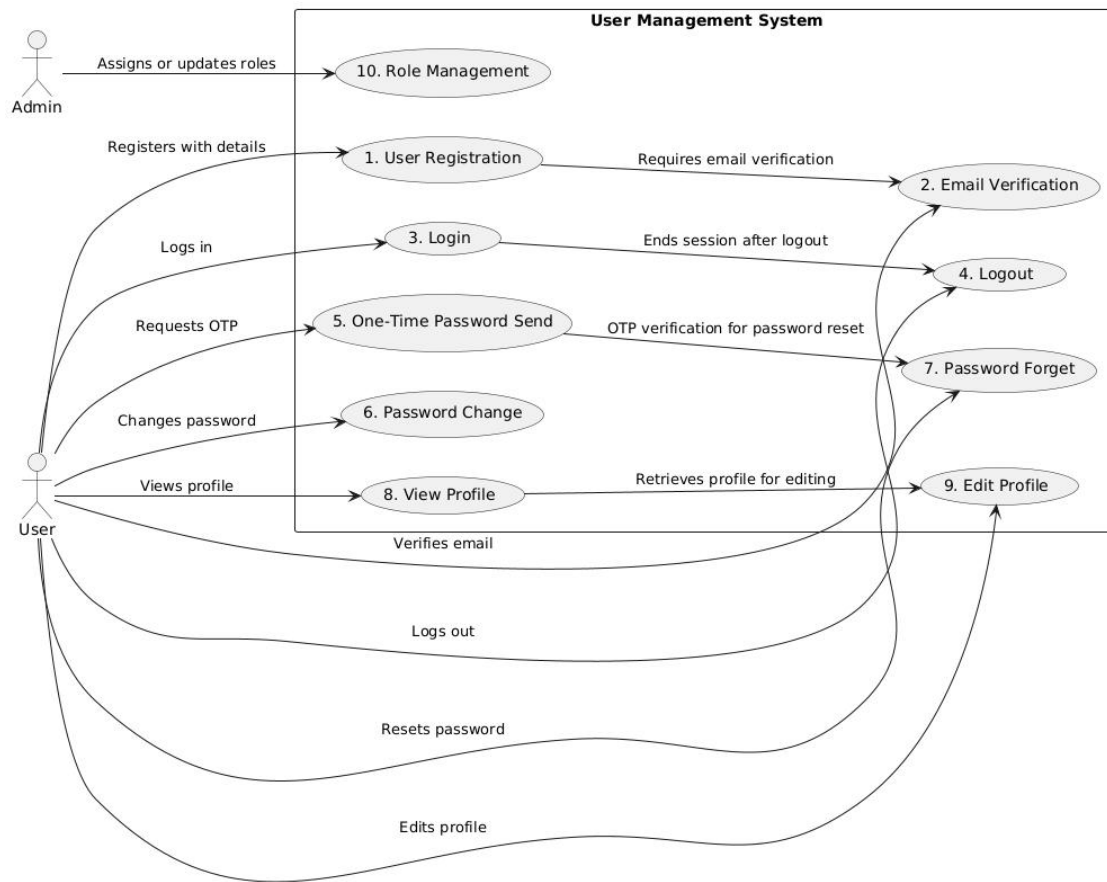 User Management System
Assigns or updates roles
10. Role Management
Admin
Registers with details
1. User Registration
Requires email verification
2. Email Verification
Logs in
3. Login
Ends session after logout
4. Logout
Requests OTP
5. One-Time Password Send
OTP verification for password reset
7. Password Forget
Changes password
6. Password Change
Views profile
8. View Profile
Retrieves profile for editing
9. Edit Profile
User
Verifies email
Logs out
Resets password
Edits profile